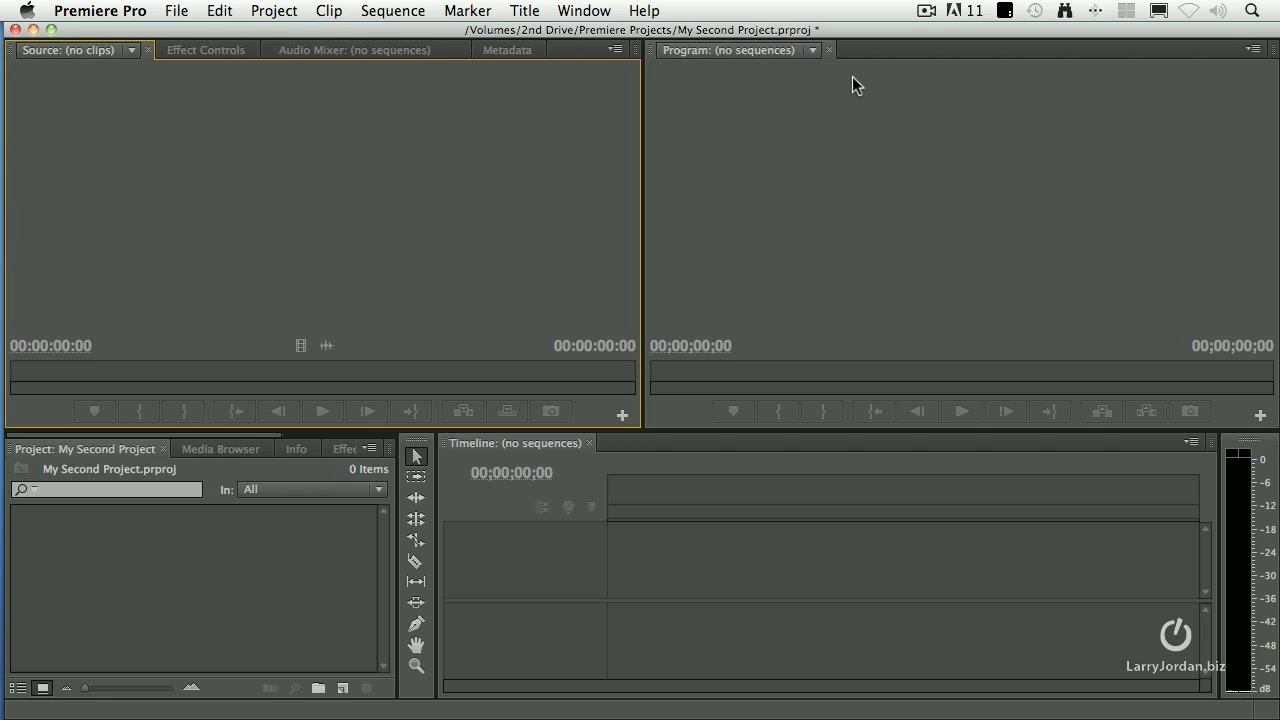 Premiere Pro File Edit Project Clip Sequence Marker Title Window Help 11
/Volumes/2nd Drive/Premiere Projects/My Second Project.prproj *
Source: (no clips) Effect Controls Audio Mixer: (no sequences) Metadata
Program: (no sequences)
00:00:00:00 00:00:00:00
00;00;00;00 00;00;00;00
Project: My Second Project Media Browser Info Effec
My Second Project.prproj 0 Items
In: All
Timeline: (no sequences)
00;00;00;00
0
-6
-12
-18
-24
-30
-36
-42
-48
-54
dB
LarryJordan.biz